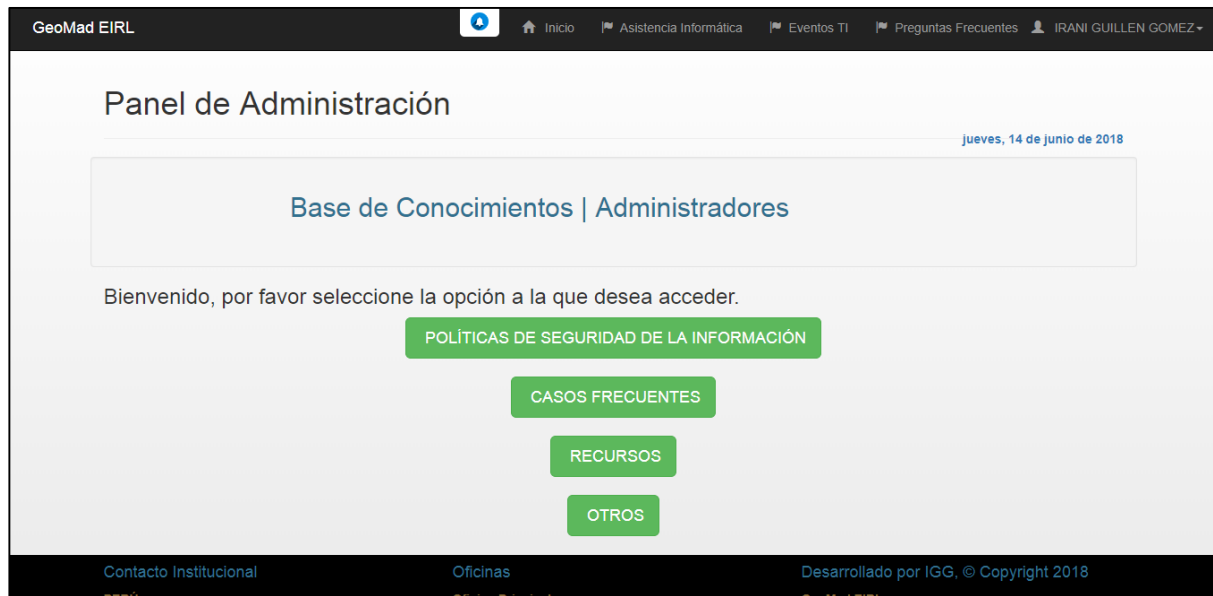 GeoMad EIRL
Inicio
Asistencia Informática
Eventos TI
Preguntas Frecuentes
IRANI GUILLEN GOMEZ
Panel de Administración
jueves, 14 de junio de 2018
Base de Conocimientos | Administradores
Bienvenido, por favor seleccione la opción a la que desea acceder.
POLÍTICAS DE SEGURIDAD DE LA INFORMACIÓN
CASOS FRECUENTES
RECURSOS
OTROS
Contacto Institucional
Oficinas
Desarrollado por IGG, © Copyright 2018